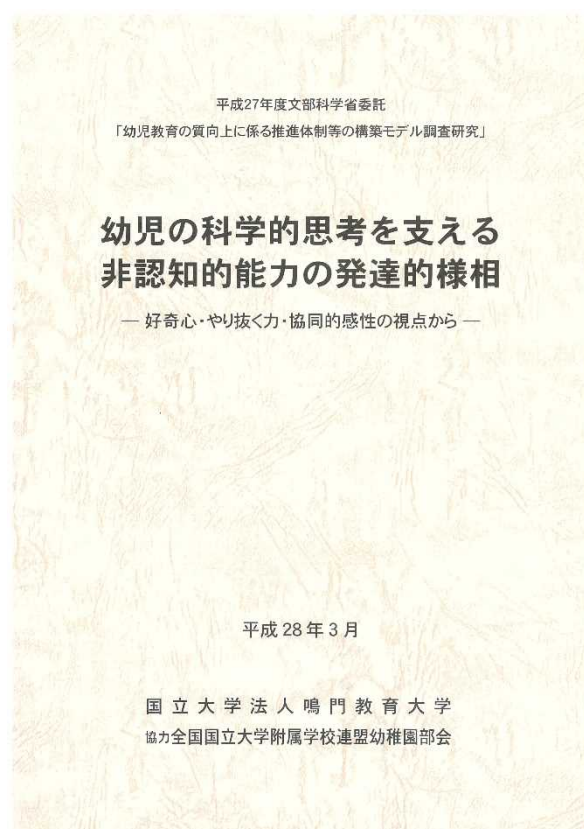 平成27年度文部科学省委託
「幼児教育の質向上に係る推進体制等の構築モデル調査研究」
幼児の科学的思考を支える
非認知的能力の発達的様相
― 好奇心・やり抜く力・協同的感性の視点から ―
平成 28 年 3 月
国立大学法人鳴門教育大学
協力全国国立大学附属学校連盟幼稚園部会